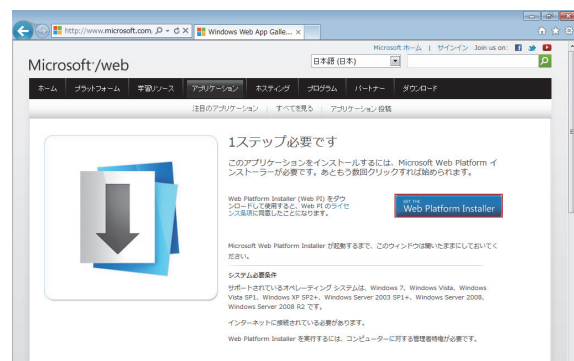 http://www.microsoft.com/
Windows Web App Galle...
Microsoft ホーム | サインイン Join us on:
Microsoft /web
日本語 (日本)
ホーム プラットフォーム 学習リソース アプリケーション ホスティング プログラム パートナー ダウンロード
注目のアプリケーション | すべてを見る | アプリケーション投稿
1ステップ必要です
このアプリケーションをインストールするには、Microsoft Web Platform イ
ンストーラーが必要です。あともう数回クリックすれば始められます。
Web Platform Installer (Web PI) をダウ
ンロードして使用すると、Web PI のライセ
ンス条項に同意したことになります。
GET THE
Web Platform Installer
Microsoft Web Platform Installer が起動するまで、このウィンドウは開いたままにしておいてく
ださい。
システム必要条件
サポートされているオペレーティング システムは、Windows 7、Windows Vista、Windows
Vista SP1、Windows XP SP2+、Windows Server 2003 SP1+、Windows Server 2008、
Windows Server 2008 R2 です。
インターネットに接続されている必要があります。
Web Platform Installer を実行するには、コンピューターに対する管理者特権が必要です。